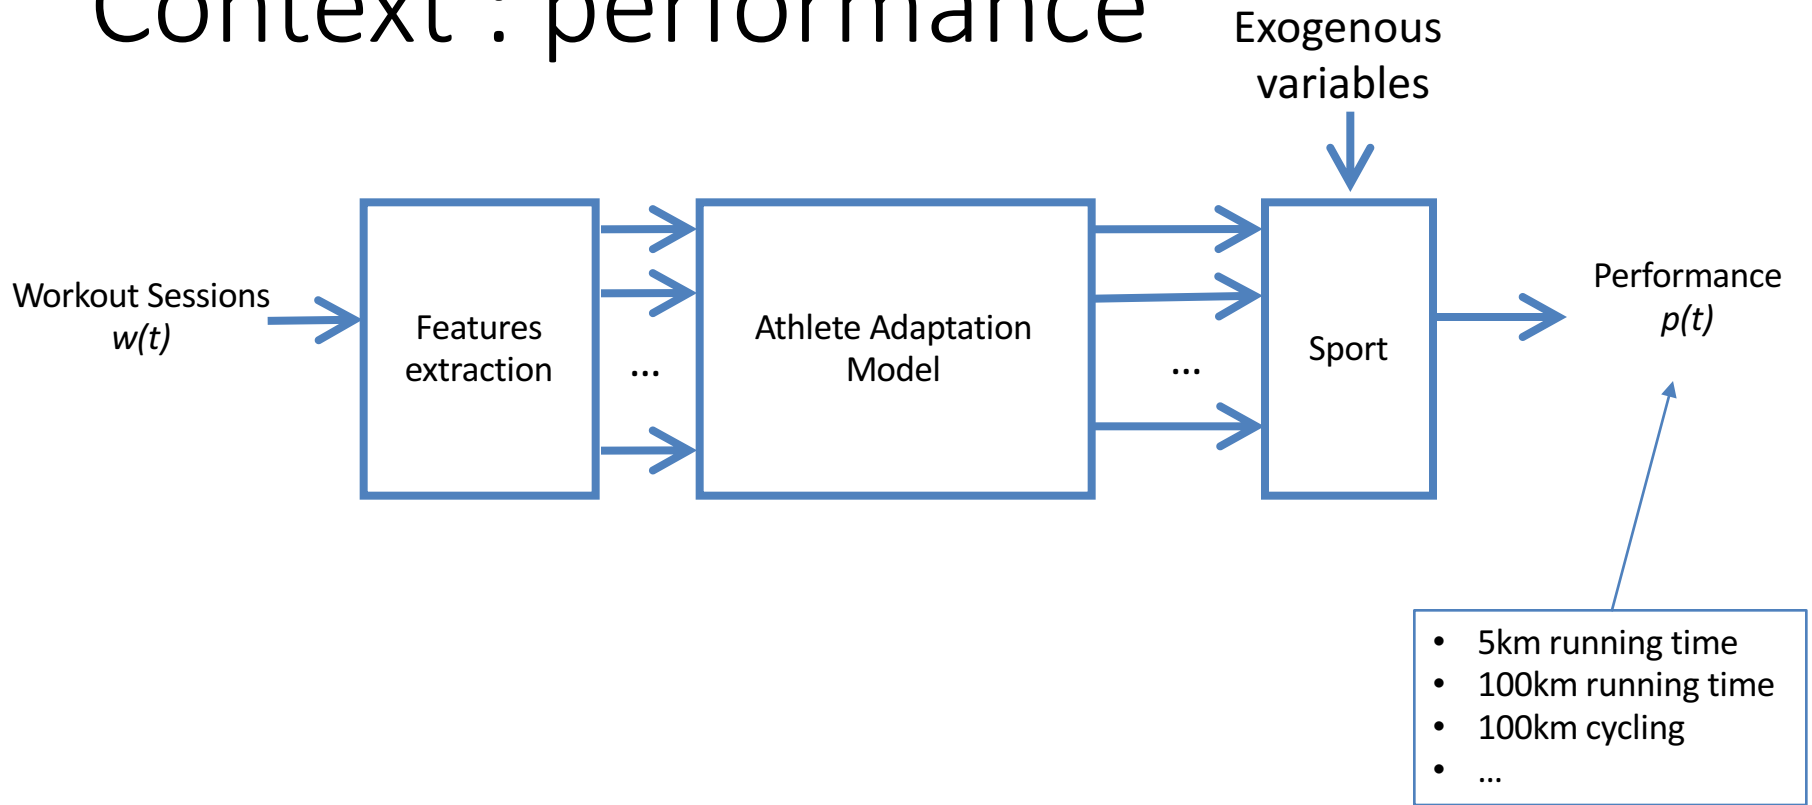 Context : performance
Exogenous
variables
Workout Sessions
w(t)
Features
extraction
...
Athlete Adaptation
Model
...
Sport
Performance
p(t)
• 5km running time
• 100km running time
• 100km cycling
• ...